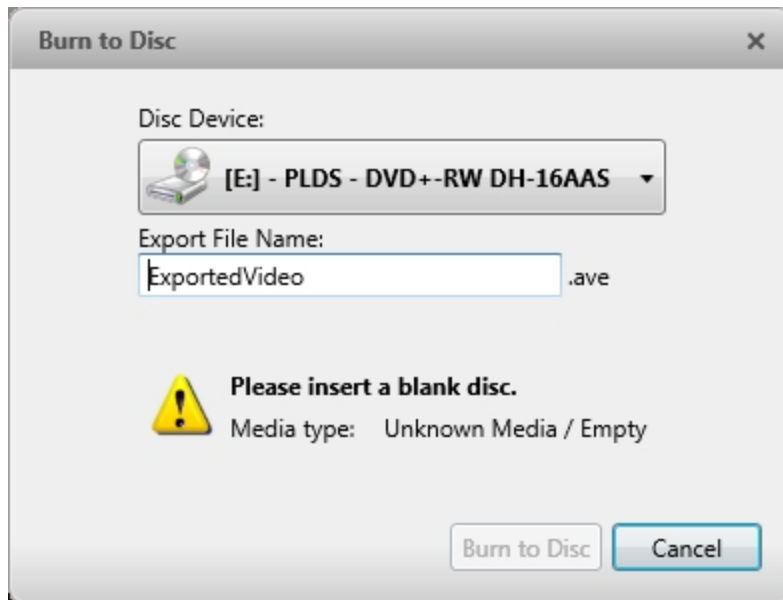 Burn to Disc
Disc Device:
[E:] - PLDS - DVD+-RW DH-16AAS
Export File Name:
ExportedVideo .ave
Please insert a blank disc.
Media type: Unknown Media / Empty
Burn to Disc Cancel